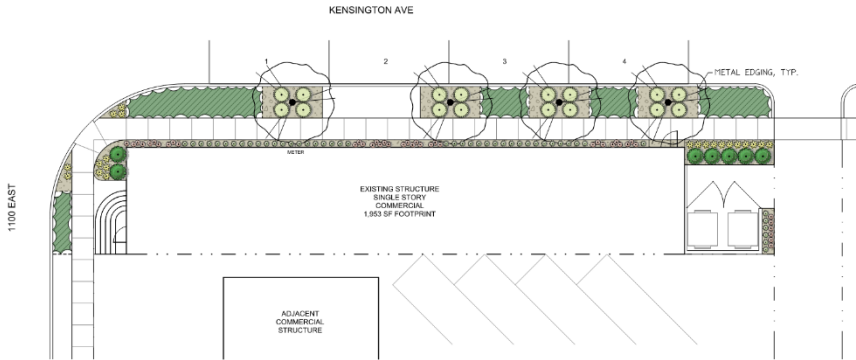 KENSINGTON AVE
1 2 3 4
METAL EDGING, TYP.
METER
1100 EAST
EXISTING STRUCTURE
SINGLE STORY
COMMERCIAL
1,953 SF FOOTPRINT
ADJACENT
COMMERCIAL
STRUCTURE